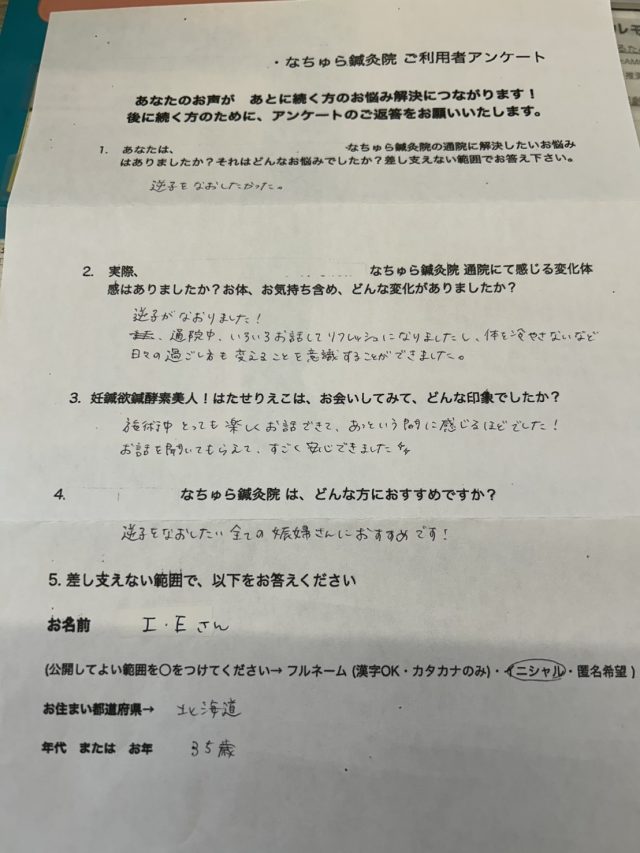 ・なちゅら鍼灸院 ご利用者アンケート
あなたのお声が　あとに続く方のお悩み解決につながります！
後に続く方のために、アンケートのご返答をお願いいたします。
1.　あなたは、　なちゅら鍼灸院の通院に解決したいお悩み
はありましたか？それはどんなお悩みでしたか？差し支えない範囲でお答え下さい。
逆子をなおしたかった。
2.　実際、　なちゅら鍼灸院 通院にて感じる変化体
感はありましたか？お体、お気持ち含め、どんな変化がありましたか？
逆子がなおりました！
、通院中、いろいろお話してリフレッシュになりましたし、体を冷やさないなど
日々の過ごし方も変えることを意識することができました。
3.　妊鍼欲鍼酵素美人！はたせりえこは、お会いしてみて、どんな印象でしたか？
施術中とっても楽しくお話できて、あっという間に感じるほどでした！
お話を聞いてもらえて、すごく安心できました
4.　なちゅら鍼灸院 は、どんな方におすすめですか？
逆子をなおしたい全ての妊婦さんにおすすめです！
5. 差し支えない範囲で、以下をお答えください
お名前　I・Eさん
(公開してよい範囲を〇をつけてください→ フルネーム (漢字OK・カタカナのみ)・イニシャル・匿名希望 )
お住まい都道府県→　北海道
年代　または　お年　35歳